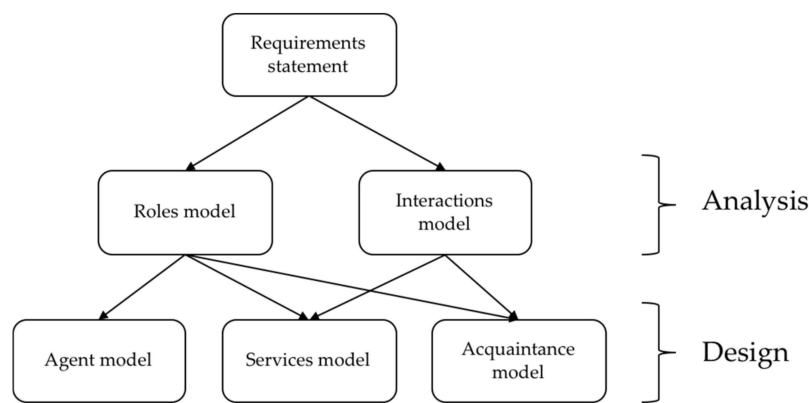 Requirements
statement
Roles model
Interactions
model
Analysis
Agent model
Services model
Acquaintance
model
Design